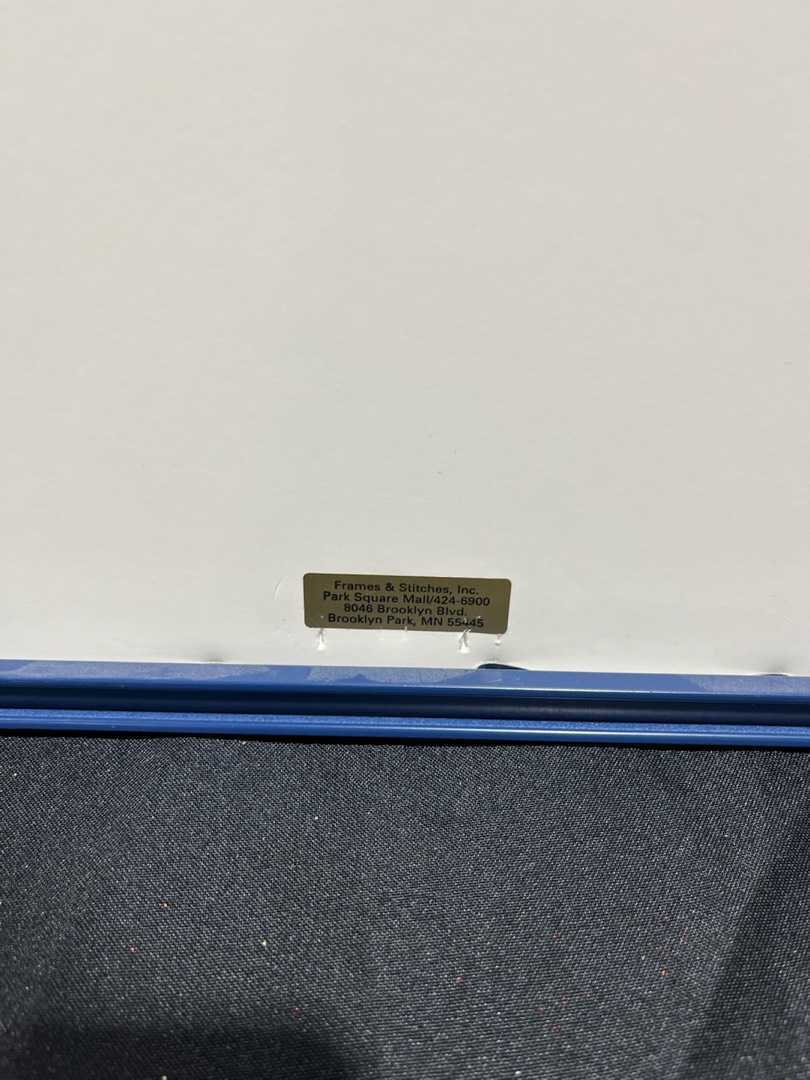 Frames & Stitches, Inc.
Park Square Mall/424-6900
8046 Brooklyn Blvd.
Brooklyn Park, MN 55445